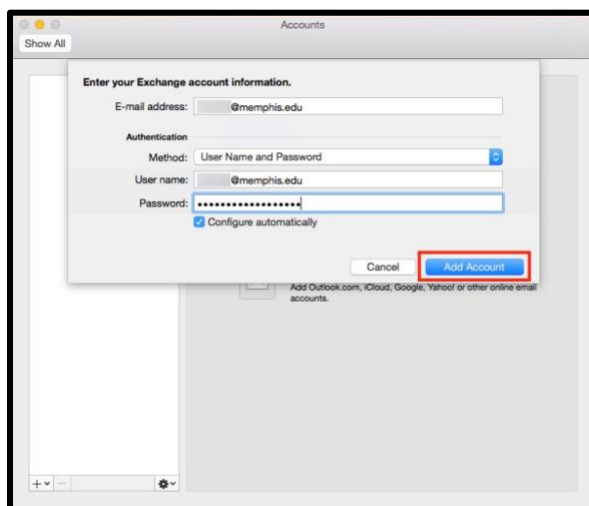 Accounts
Show All
Enter your Exchange account information.
E-mail address: @memphis.edu
Authentication
Method: User Name and Password
User name: @memphis.edu
Password: ••••••••••••••••••
Configure automatically
Cancel Add Account
Add Outlook.com, iCloud, Google, Yahoo! or other online email
accounts.